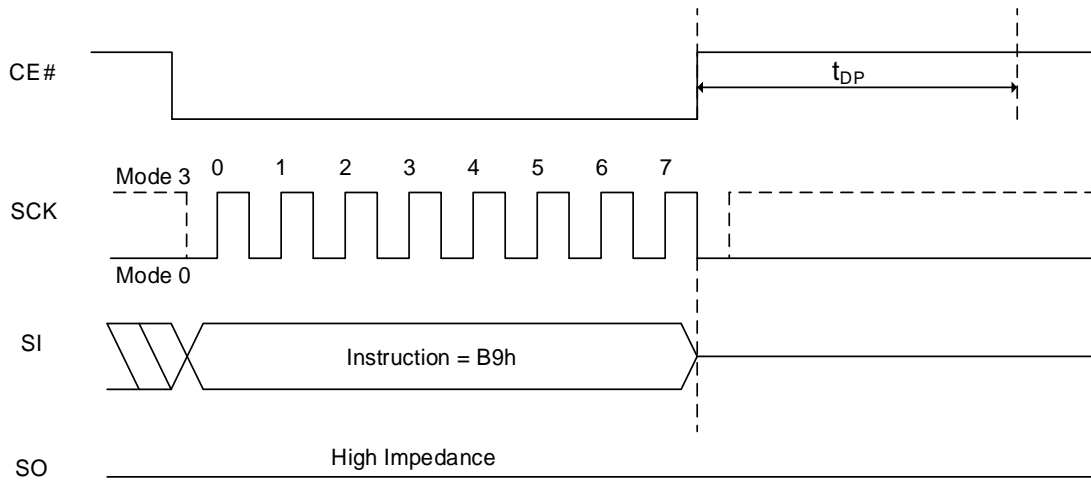 CE#
tDP
Mode 3
0 1 2 3 4 5 6 7
SCK
Mode 0
SI
Instruction = B9h
High Impedance
SO